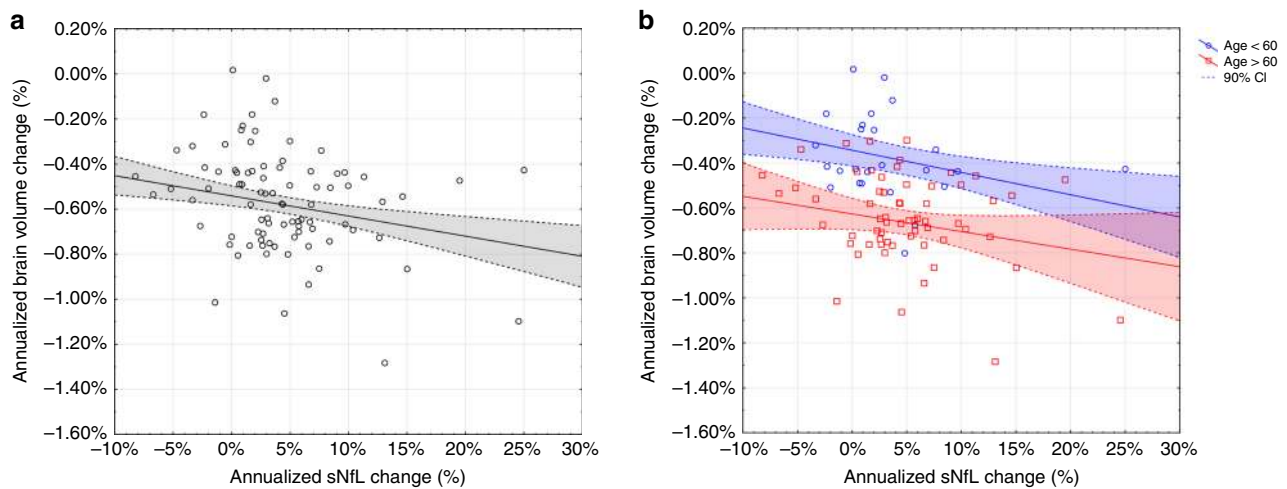 a
0.20%
0.00%
−0.20%
−0.40%
−0.60%
−0.80%
−1.00%
−1.20%
−1.40%
−1.60%
−10% −5% 0% 5% 10% 15% 20% 25% 30%
Annualized sNfL change (%)
Annualized brain volume change (%)
b
0.20%
0.00%
−0.20%
−0.40%
−0.60%
−0.80%
−1.00%
−1.20%
−1.40%
−1.60%
−10% −5% 0% 5% 10% 15% 20% 25% 30%
Annualized sNfL change (%)
Annualized brain volume change (%)
Age < 60
Age > 60
90% CI